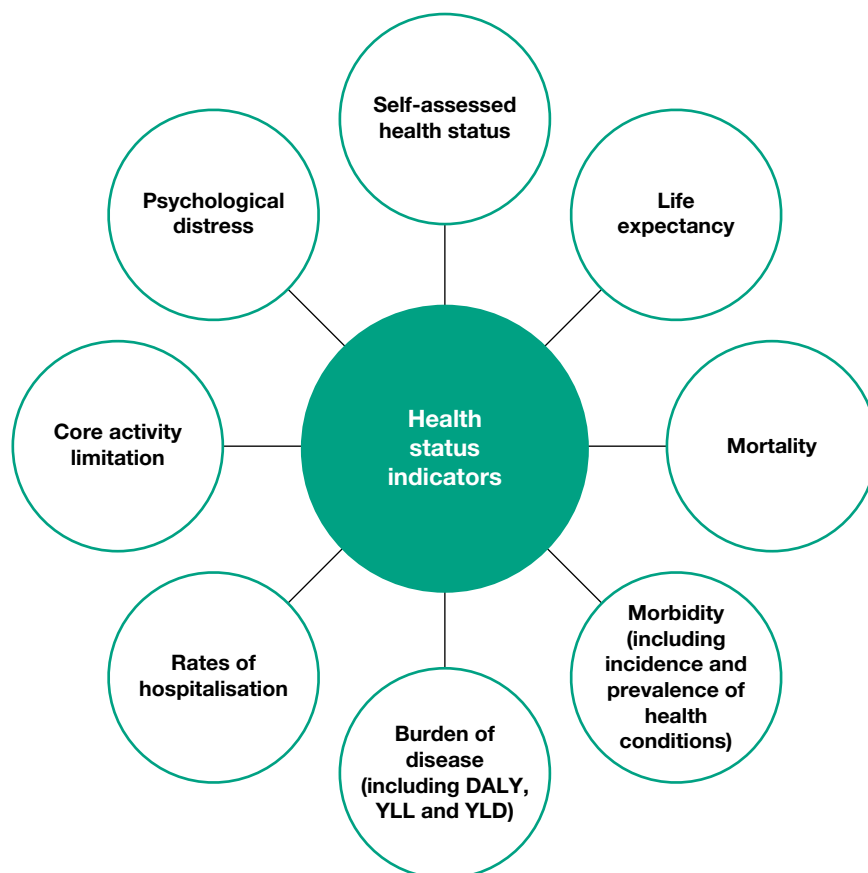 Self-assessed
health status
Life
expectancy
Mortality
Morbidity
(including
incidence and
prevalence of
health
conditions)
Burden of
disease
(including DALY,
YLL and YLD)
Rates of
hospitalisation
Core activity
limitation
Psychological
distress
Health
status
indicators